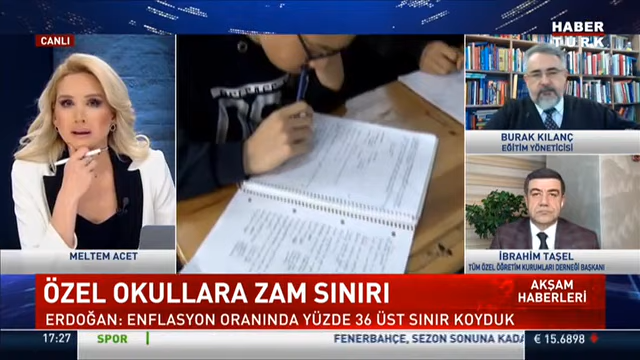 CANLI
HABER
TÜRK
BURAK KILANÇ
EĞİTİM YÖNETİCİSİ
MELTEM ACET
İBRAHİM TAŞEL
TÜM ÖZEL ÖĞRETİM KURUMLARI DERNEĞİ BAŞKANI
ÖZEL OKULLARA ZAM SINIRI
AKŞAM
HABERLERİ
ERDOĞAN: ENFLASYON ORANINDA YÜZDE 36 ÜST SINIR KOYDUK
17:27 SPOR FENERBAHÇE, SEZON SONUNA KADA € 15.6898